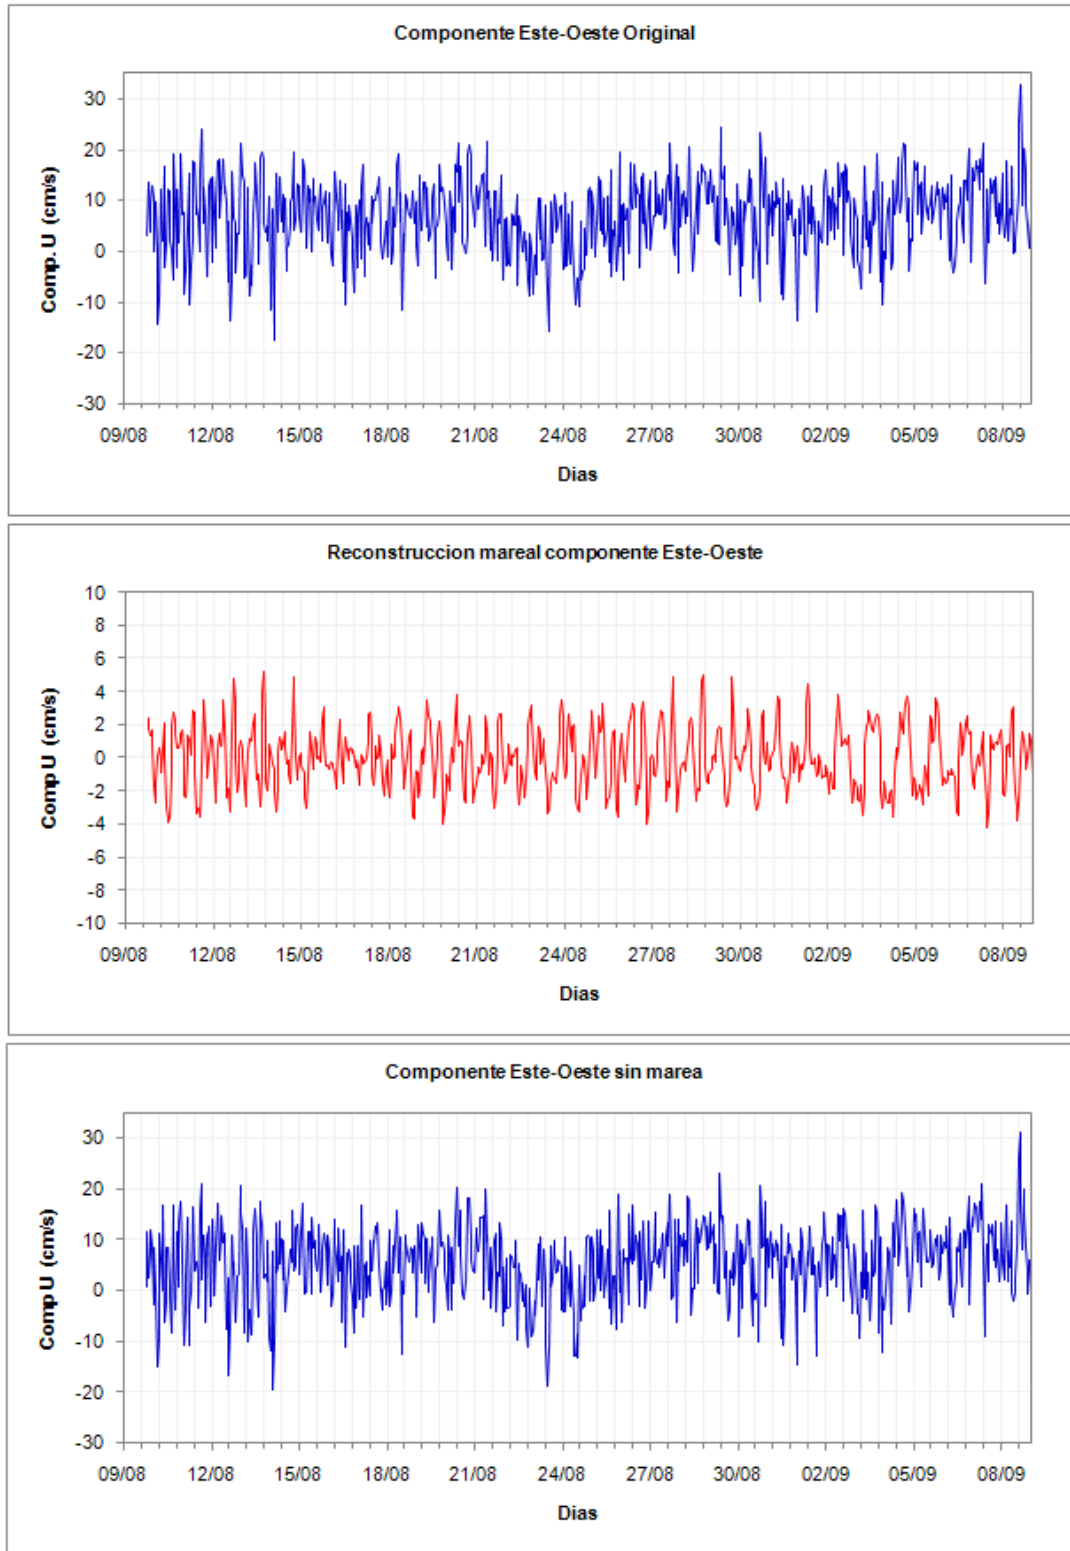 Componente Este-Oeste Original
Comp. U (cm/s)
30
20
10
0
-10
-20
-30
09/08 12/08 15/08 18/08 21/08 24/08 27/08 30/08 02/09 05/09 08/09
Dias
Reconstruccion mareal componente Este-Oeste
Comp U (cm/s)
10
8
6
4
2
0
-2
-4
-6
-8
-10
09/08 12/08 15/08 18/08 21/08 24/08 27/08 30/08 02/09 05/09 08/09
Dias
Componente Este-Oeste sin marea
Comp U (cm/s)
30
20
10
0
-10
-20
-30
09/08 12/08 15/08 18/08 21/08 24/08 27/08 30/08 02/09 05/09 08/09
Dias